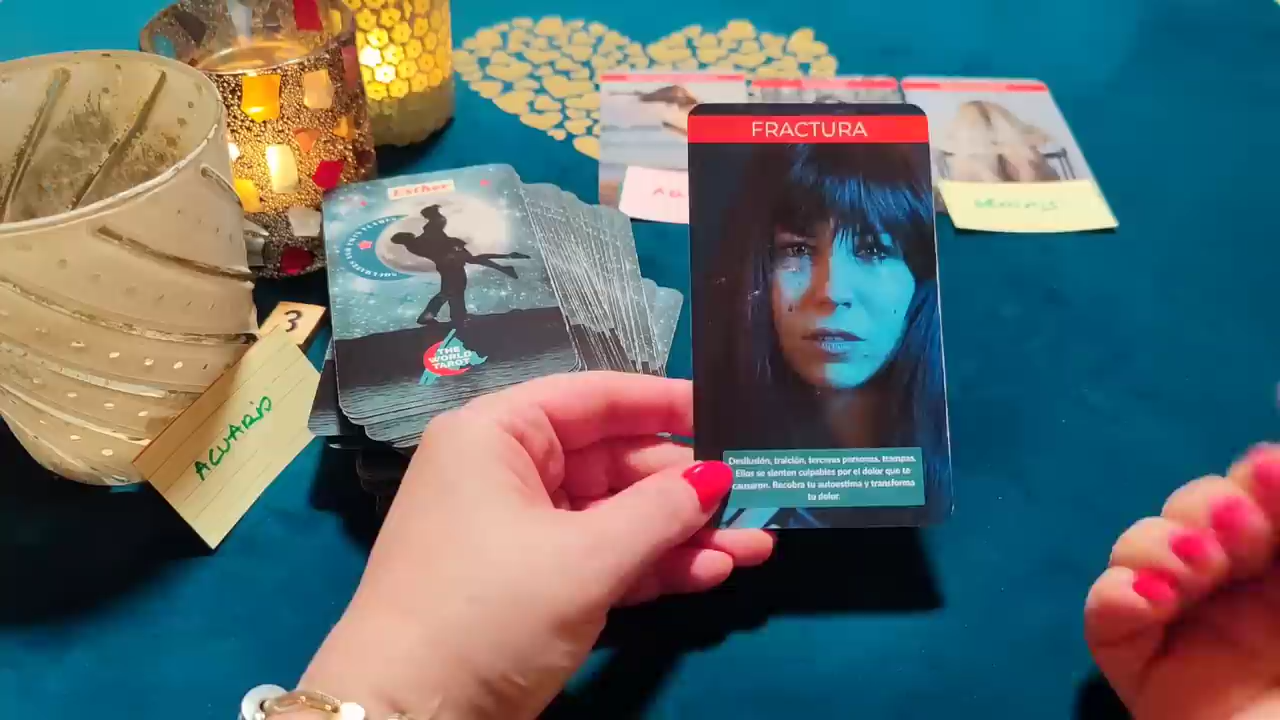 FRACTURA
Desilusión, traición, terceras personas, trampas.
Ellos se sienten culpables por el dolor que te
causaron. Recobra tu autoestima y transforma
tu dolor.
Esther
THE
WORLD
TAROT
3
ACUARIO